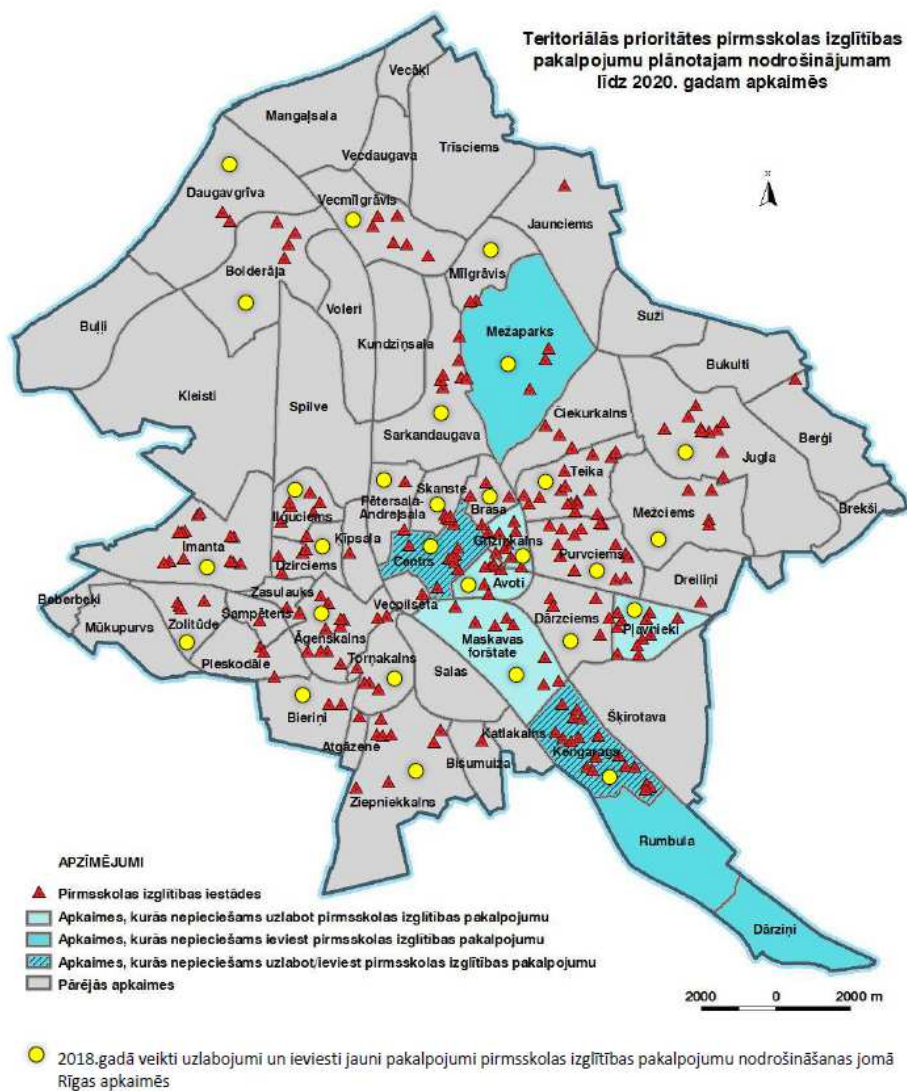 Teritoriālās prioritātes pirmsskolas izglītības
pakalpojumu plānotajam nodrošinājumam
līdz 2020. gadam apkaimēs
Vecāķi
Mangaļsala
Vecdaugava
Trīsciems
Daugavgrīva
Vecmīlgrāvis
Jaunciems
Mīlgrāvis
Bolderāja
Voleri
Buļļi
Kundziņsala
Mežaparks
Suži
Bukulti
Kleisti
Spilve
Čiekurkalns
Sarkandaugava
Berģi
Jugla
Teika
Skanste
Pētersala-
Andrejsala
Brasa
Brekši
Iļģuciems
Mežciems
Imanta
Ķīpsala
Grīziņkalns
Centrs
Purvciems
Dzirciems
Dreiliņi
Avoti
Zasulauks
Beberbeķi
Vecpilsēta
Mūkupurvs
Zolitūde
Šampēteris
Dārzciems
Pļavnieki
Āgenskalns
Maskavas
forštate
Pleskodāle
Torņakalns
Salas
Bieriņi
Šķirotava
Katlakalns
Atgāzene
Bišumuiža
Ķengarags
Ziepniekkalns
Rumbula
Dārziņi
APZĪMĒJUMI
Pirmsskolas izglītības iestādes
Apkaimes, kurās nepieciešams uzlabot pirmsskolas izglītības pakalpojumu
Apkaimes, kurās nepieciešams ieviest pirmsskolas izglītības pakalpojumu
Apkaimes, kurās nepieciešams uzlabot/ieviest pirmsskolas izglītības pakalpojumu
Pārējās apkaimes
2000 0 2000 m
2018.gadā veikti uzlabojumi un ieviesti jauni pakalpojumi pirmsskolas izglītības pakalpojumu nodrošināšanas jomā
Rīgas apkaimēs